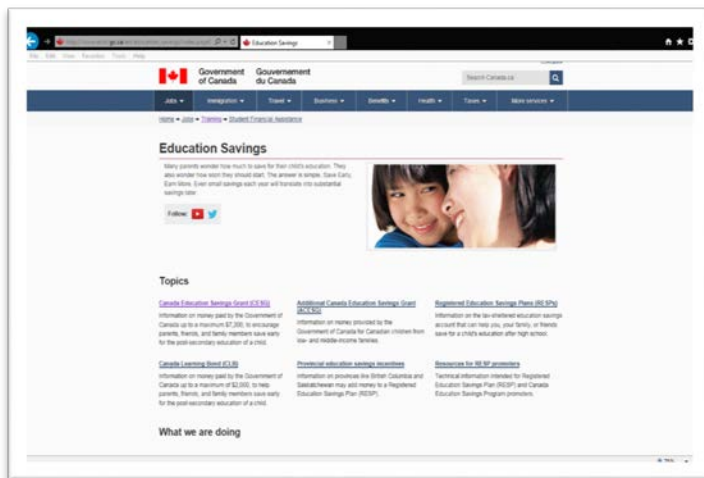 Education Savings
File Edit View Favorites Tools Help
Government of Canada
Gouvernement du Canada
Search Canada.ca
Jobs Immigration Travel Business Benefits Health Taxes More services
Home Jobs Training Student Financial Assistance
Education Savings
Many parents wonder how much to save for their child's education. They
also wonder how soon they should start. The answer is simple. Save Early,
Earn More. Even small savings each year will translate into substantial
savings later.
Follow:
Topics
Canada Education Savings Grant (CESG)
Information on money paid by the Government of
Canada up to a maximum $7,200, to encourage
parents, friends, and family members save early
for the post-secondary education of a child.
Additional Canada Education Savings Grant
(ACESG)
Information on money provided by the
Government of Canada for Canadian children from
low- and middle-income families.
Registered Education Savings Plans (RESPs)
Information on the tax-sheltered education savings
account that can help you, your family, or friends
save for a child's education after high school.
Canada Learning Bond (CLB)
Information on money paid by the Government of
Canada up to a maximum of $2,000, to help
parents, friends, and family members save early
for the post-secondary education of a child.
Provincial education savings incentives
Information on provinces like British Columbia and
Saskatchewan may add money to a Registered
Education Savings Plan (RESP).
Resources for RESP promoters
Technical information intended for Registered
Education Savings Plan (RESP) and Canada
Education Savings Program promoters.
What we are doing